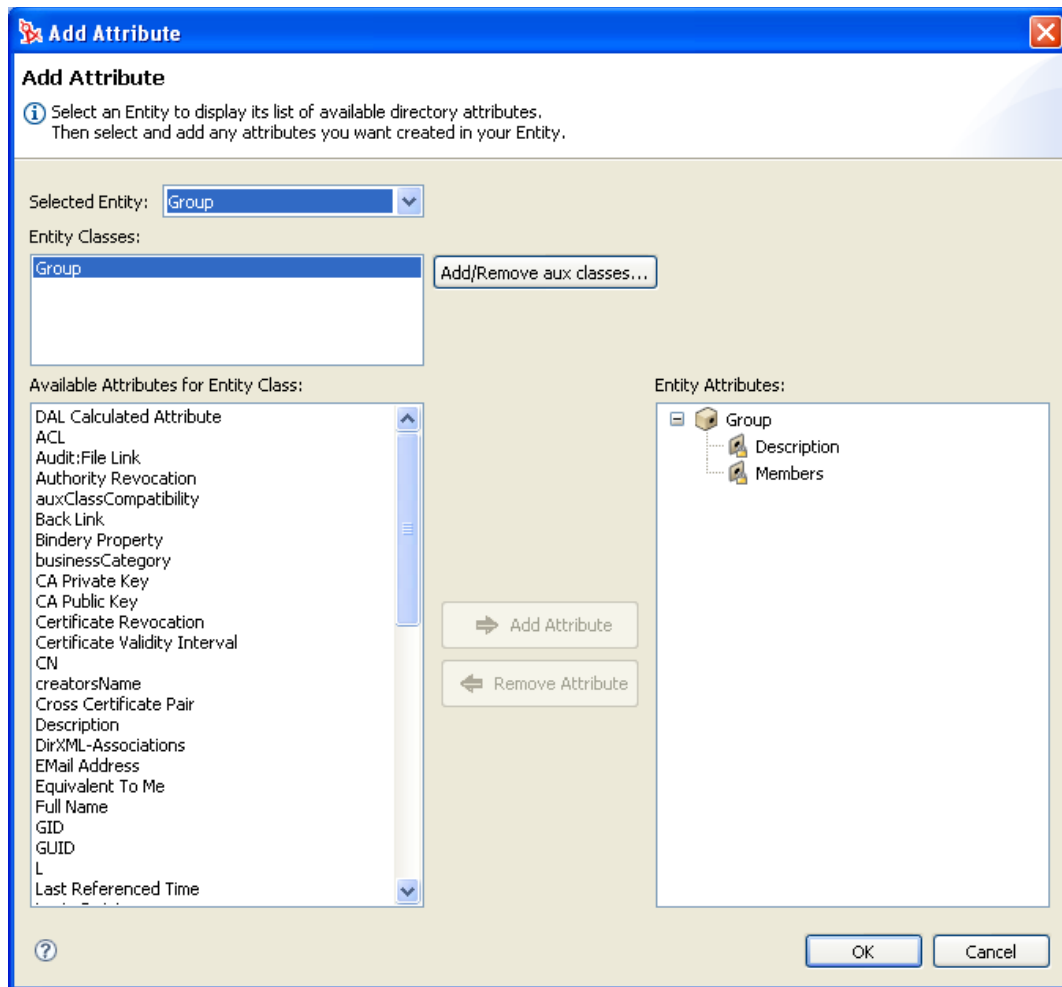 Add Attribute
Add Attribute
Select an Entity to display its list of available directory attributes.
Then select and add any attributes you want created in your Entity.
Selected Entity: Group
Entity Classes:
Group
Add/Remove aux classes...
Available Attributes for Entity Class:
DAL Calculated Attribute
ACL
Audit:File Link
Authority Revocation
auxClassCompatibility
Back Link
Bindery Property
businessCategory
CA Private Key
CA Public Key
Certificate Revocation
Certificate Validity Interval
CN
creatorsName
Cross Certificate Pair
Description
DirXML-Associations
EMail Address
Equivalent To Me
Full Name
GID
GUID
L
Last Referenced Time
Add Attribute
Remove Attribute
Entity Attributes:
Group
Description
Members
OK
Cancel